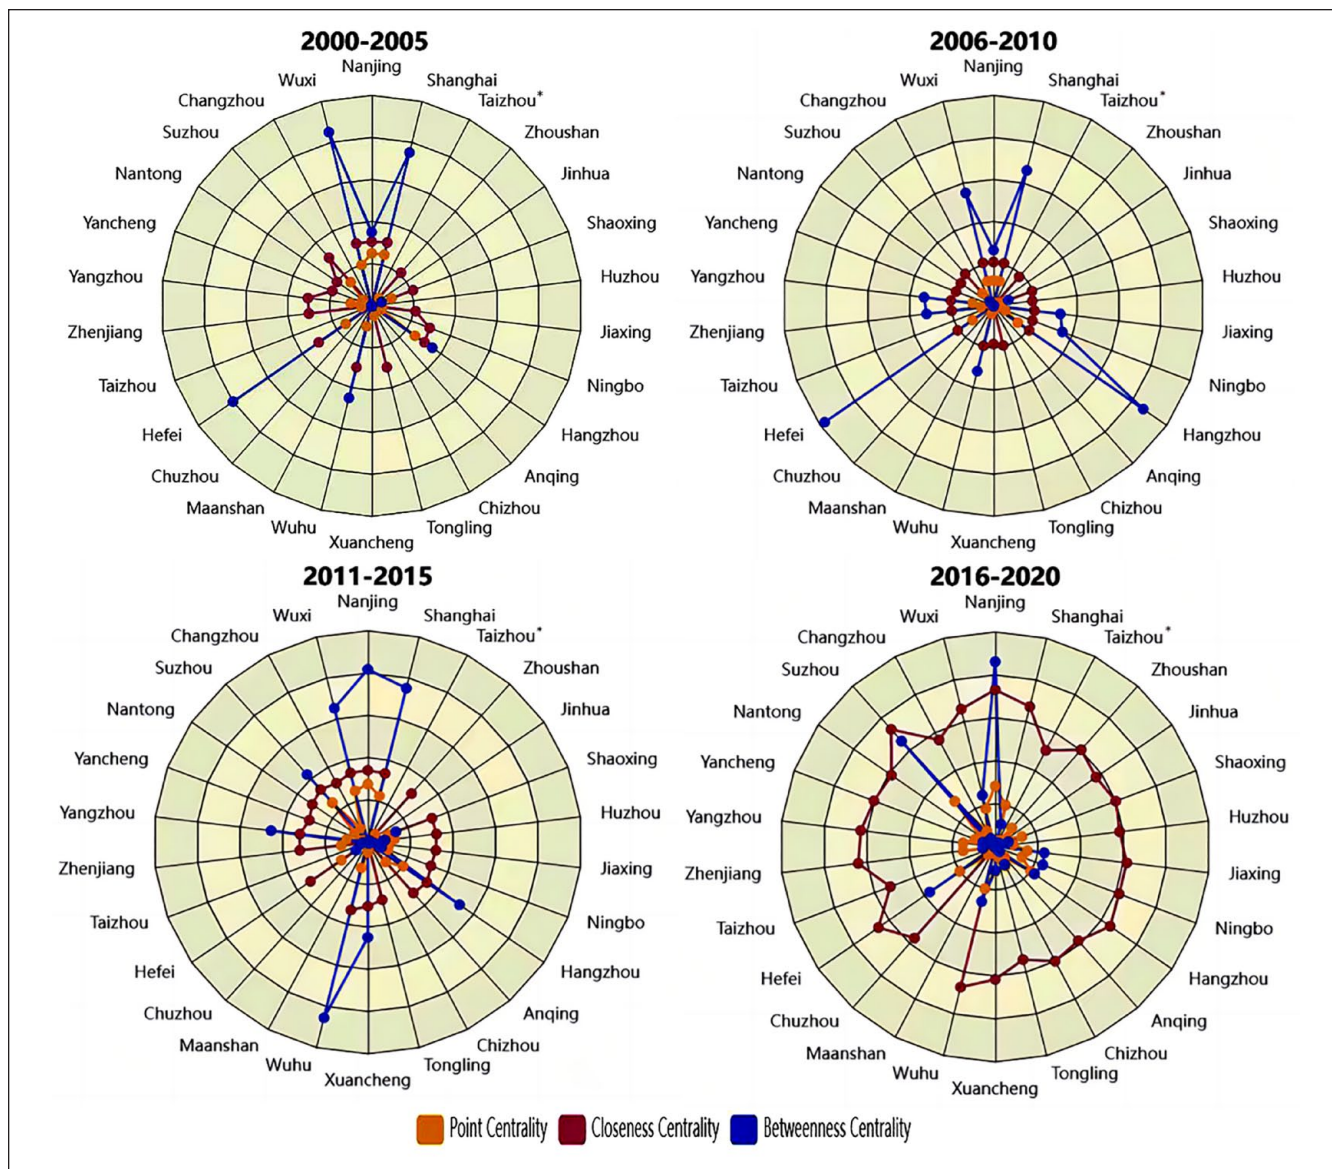 2000-2005
Nanjing
Shanghai
Taizhou*
Zhoushan
Jinhua
Shaoxing
Huzhou
Jiaxing
Ningbo
Hangzhou
Anqing
Chizhou
Tongling
Xuancheng
Wuhu
Maanshan
Chuzhou
Hefei
Taizhou
Zhenjiang
Yangzhou
Yancheng
Nantong
Suzhou
Changzhou
Wuxi
2006-2010
Nanjing
Shanghai
Taizhou*
Zhoushan
Jinhua
Shaoxing
Huzhou
Jiaxing
Ningbo
Hangzhou
Anqing
Chizhou
Tongling
Xuancheng
Wuhu
Maanshan
Chuzhou
Hefei
Taizhou
Zhenjiang
Yangzhou
Yancheng
Nantong
Suzhou
Changzhou
Wuxi
2011-2015
Nanjing
Shanghai
Taizhou*
Zhoushan
Jinhua
Shaoxing
Huzhou
Jiaxing
Ningbo
Hangzhou
Anqing
Chizhou
Tongling
Xuancheng
Wuhu
Maanshan
Chuzhou
Hefei
Taizhou
Zhenjiang
Yangzhou
Yancheng
Nantong
Suzhou
Changzhou
Wuxi
2016-2020
Nanjing
Shanghai
Taizhou*
Zhoushan
Jinhua
Shaoxing
Huzhou
Jiaxing
Ningbo
Hangzhou
Anqing
Chizhou
Tongling
Xuancheng
Wuhu
Maanshan
Chuzhou
Hefei
Taizhou
Zhenjiang
Yangzhou
Yancheng
Nantong
Suzhou
Changzhou
Wuxi
Point Centrality
Closeness Centrality
Betweenness Centrality